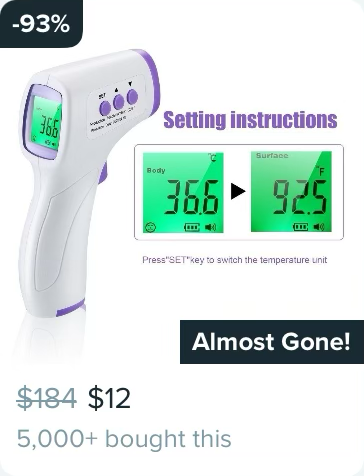 -93%
SET
36.6
Setting instructions
°C
Body
36.6
Surface
F
92.5
Press"SET"key to switch the temperature unit
Almost Gone!
$184 $12
5,000+ bought this